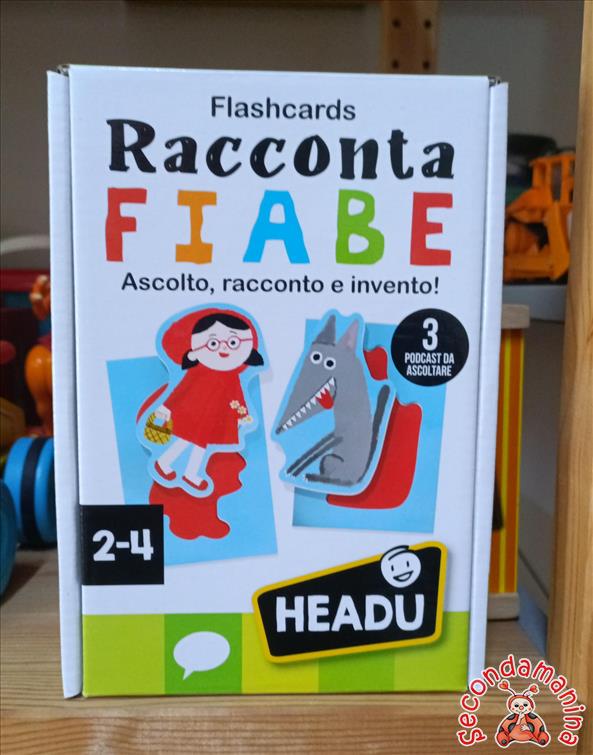 Flashcards
Racconta
FIABE
Ascolto, racconto e invento!
3
PODCAST DA
ASCOLTARE
2-4
HEADU
secondamanina